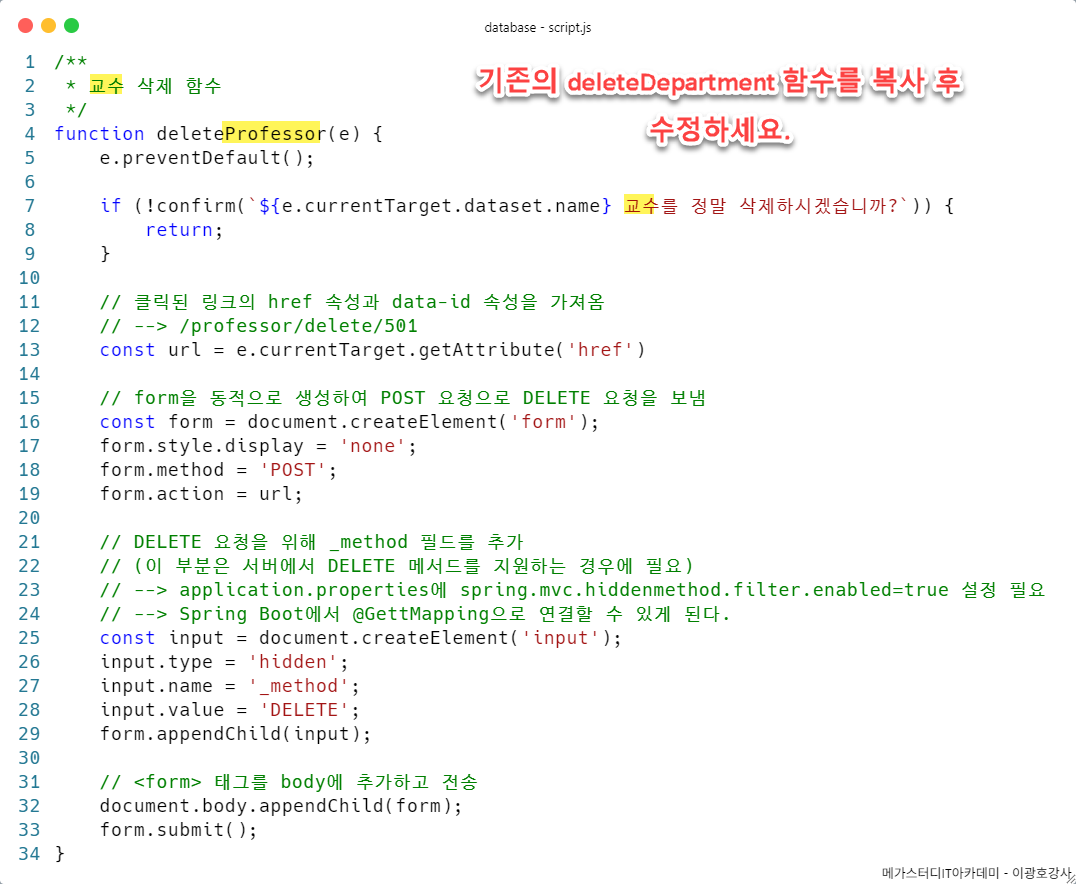 database - script.js
기존의 deleteDepartment 함수를 복사 후
수정하세요.
1 /**
2  * 교수 삭제 함수
3  */
4 function deleteProfessor(e) {
5     e.preventDefault();
6
7     if (!confirm(`${e.currentTarget.dataset.name} 교수를 정말 삭제하시겠습니까?`)) {
8         return;
9     }
10
11     // 클릭된 링크의 href 속성과 data-id 속성을 가져옴
12     // --> /professor/delete/501
13     const url = e.currentTarget.getAttribute('href')
14
15     // form을 동적으로 생성하여 POST 요청으로 DELETE 요청을 보냄
16     const form = document.createElement('form');
17     form.style.display = 'none';
18     form.method = 'POST';
19     form.action = url;
20
21     // DELETE 요청을 위해 _method 필드를 추가
22     // (이 부분은 서버에서 DELETE 메서드를 지원하는 경우에 필요)
23     // --> application.properties에 spring.mvc.hiddenmethod.filter.enabled=true 설정 필요
24     // --> Spring Boot에서 @GettMapping으로 연결할 수 있게 된다.
25     const input = document.createElement('input');
26     input.type = 'hidden';
27     input.name = '_method';
28     input.value = 'DELETE';
29     form.appendChild(input);
30
31     // <form> 태그를 body에 추가하고 전송
32     document.body.appendChild(form);
33     form.submit();
34 }
메가스터디IT아카데미 - 이광호강사